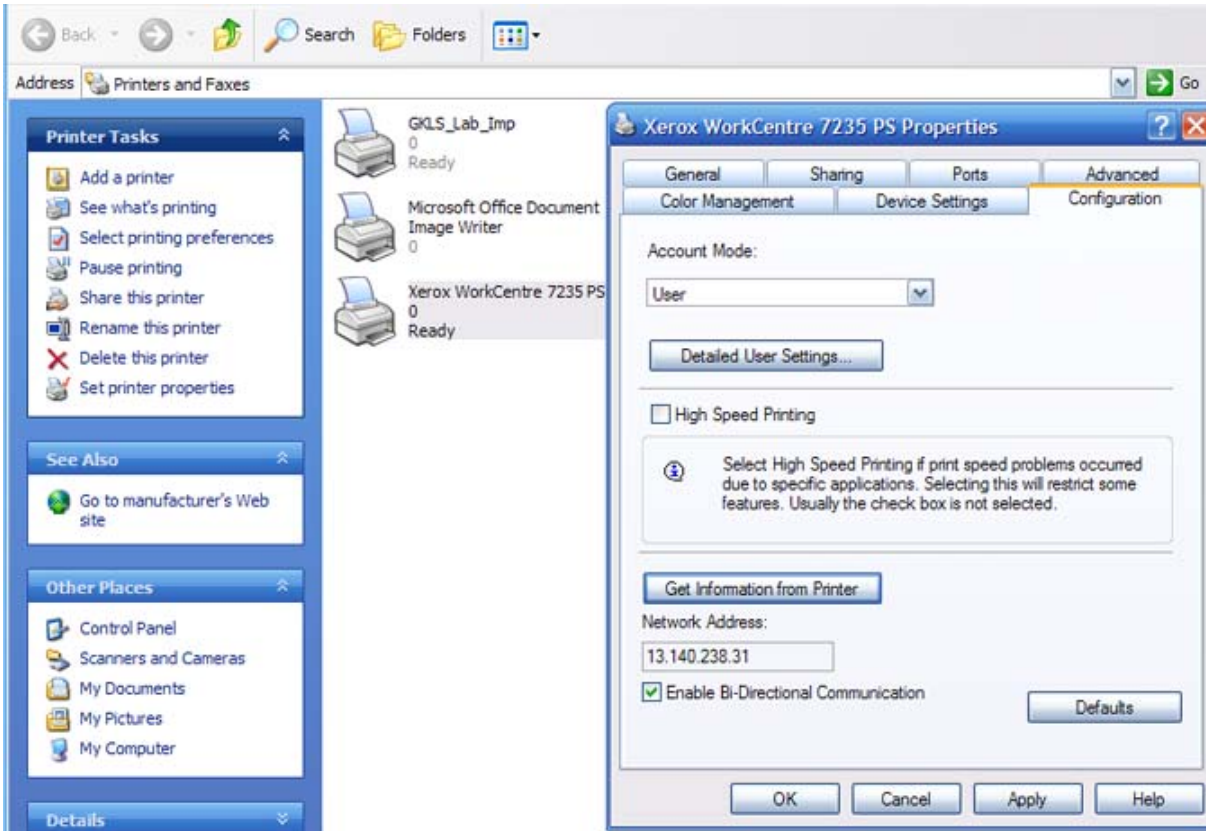 Back
Search
Folders
Address
Printers and Faxes
Go
Printer Tasks
Add a printer
See what's printing
Select printing preferences
Pause printing
Share this printer
Rename this printer
Delete this printer
Set printer properties
See Also
Go to manufacturer's Web
site
Other Places
Control Panel
Scanners and Cameras
My Documents
My Pictures
My Computer
Details
GKLS_Lab_Imp
0
Ready
Microsoft Office Document
Image Writer
0
Xerox WorkCentre 7235 PS
0
Ready
Xerox WorkCentre 7235 PS Properties
General Sharing Ports Advanced
Color Management Device Settings Configuration
Account Mode:
User
Detailed User Settings...
High Speed Printing
Select High Speed Printing if print speed problems occurred
due to specific applications. Selecting this will restrict some
features. Usually the check box is not selected.
Get Information from Printer
Network Address:
13.140.238.31
Enable Bi-Directional Communication
Defaults
OK Cancel Apply Help